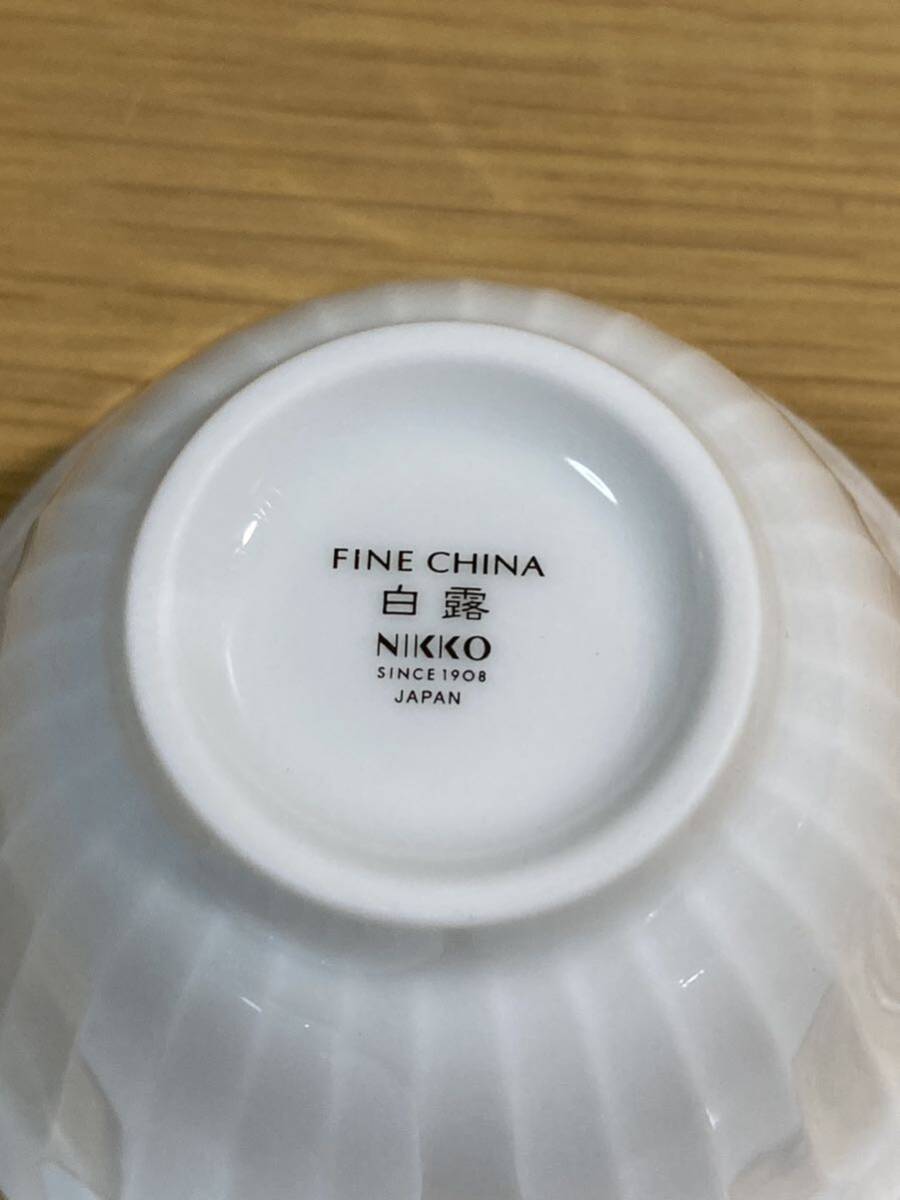 FINE CHINA
白露
NIKKO
SINCE 1908
JAPAN